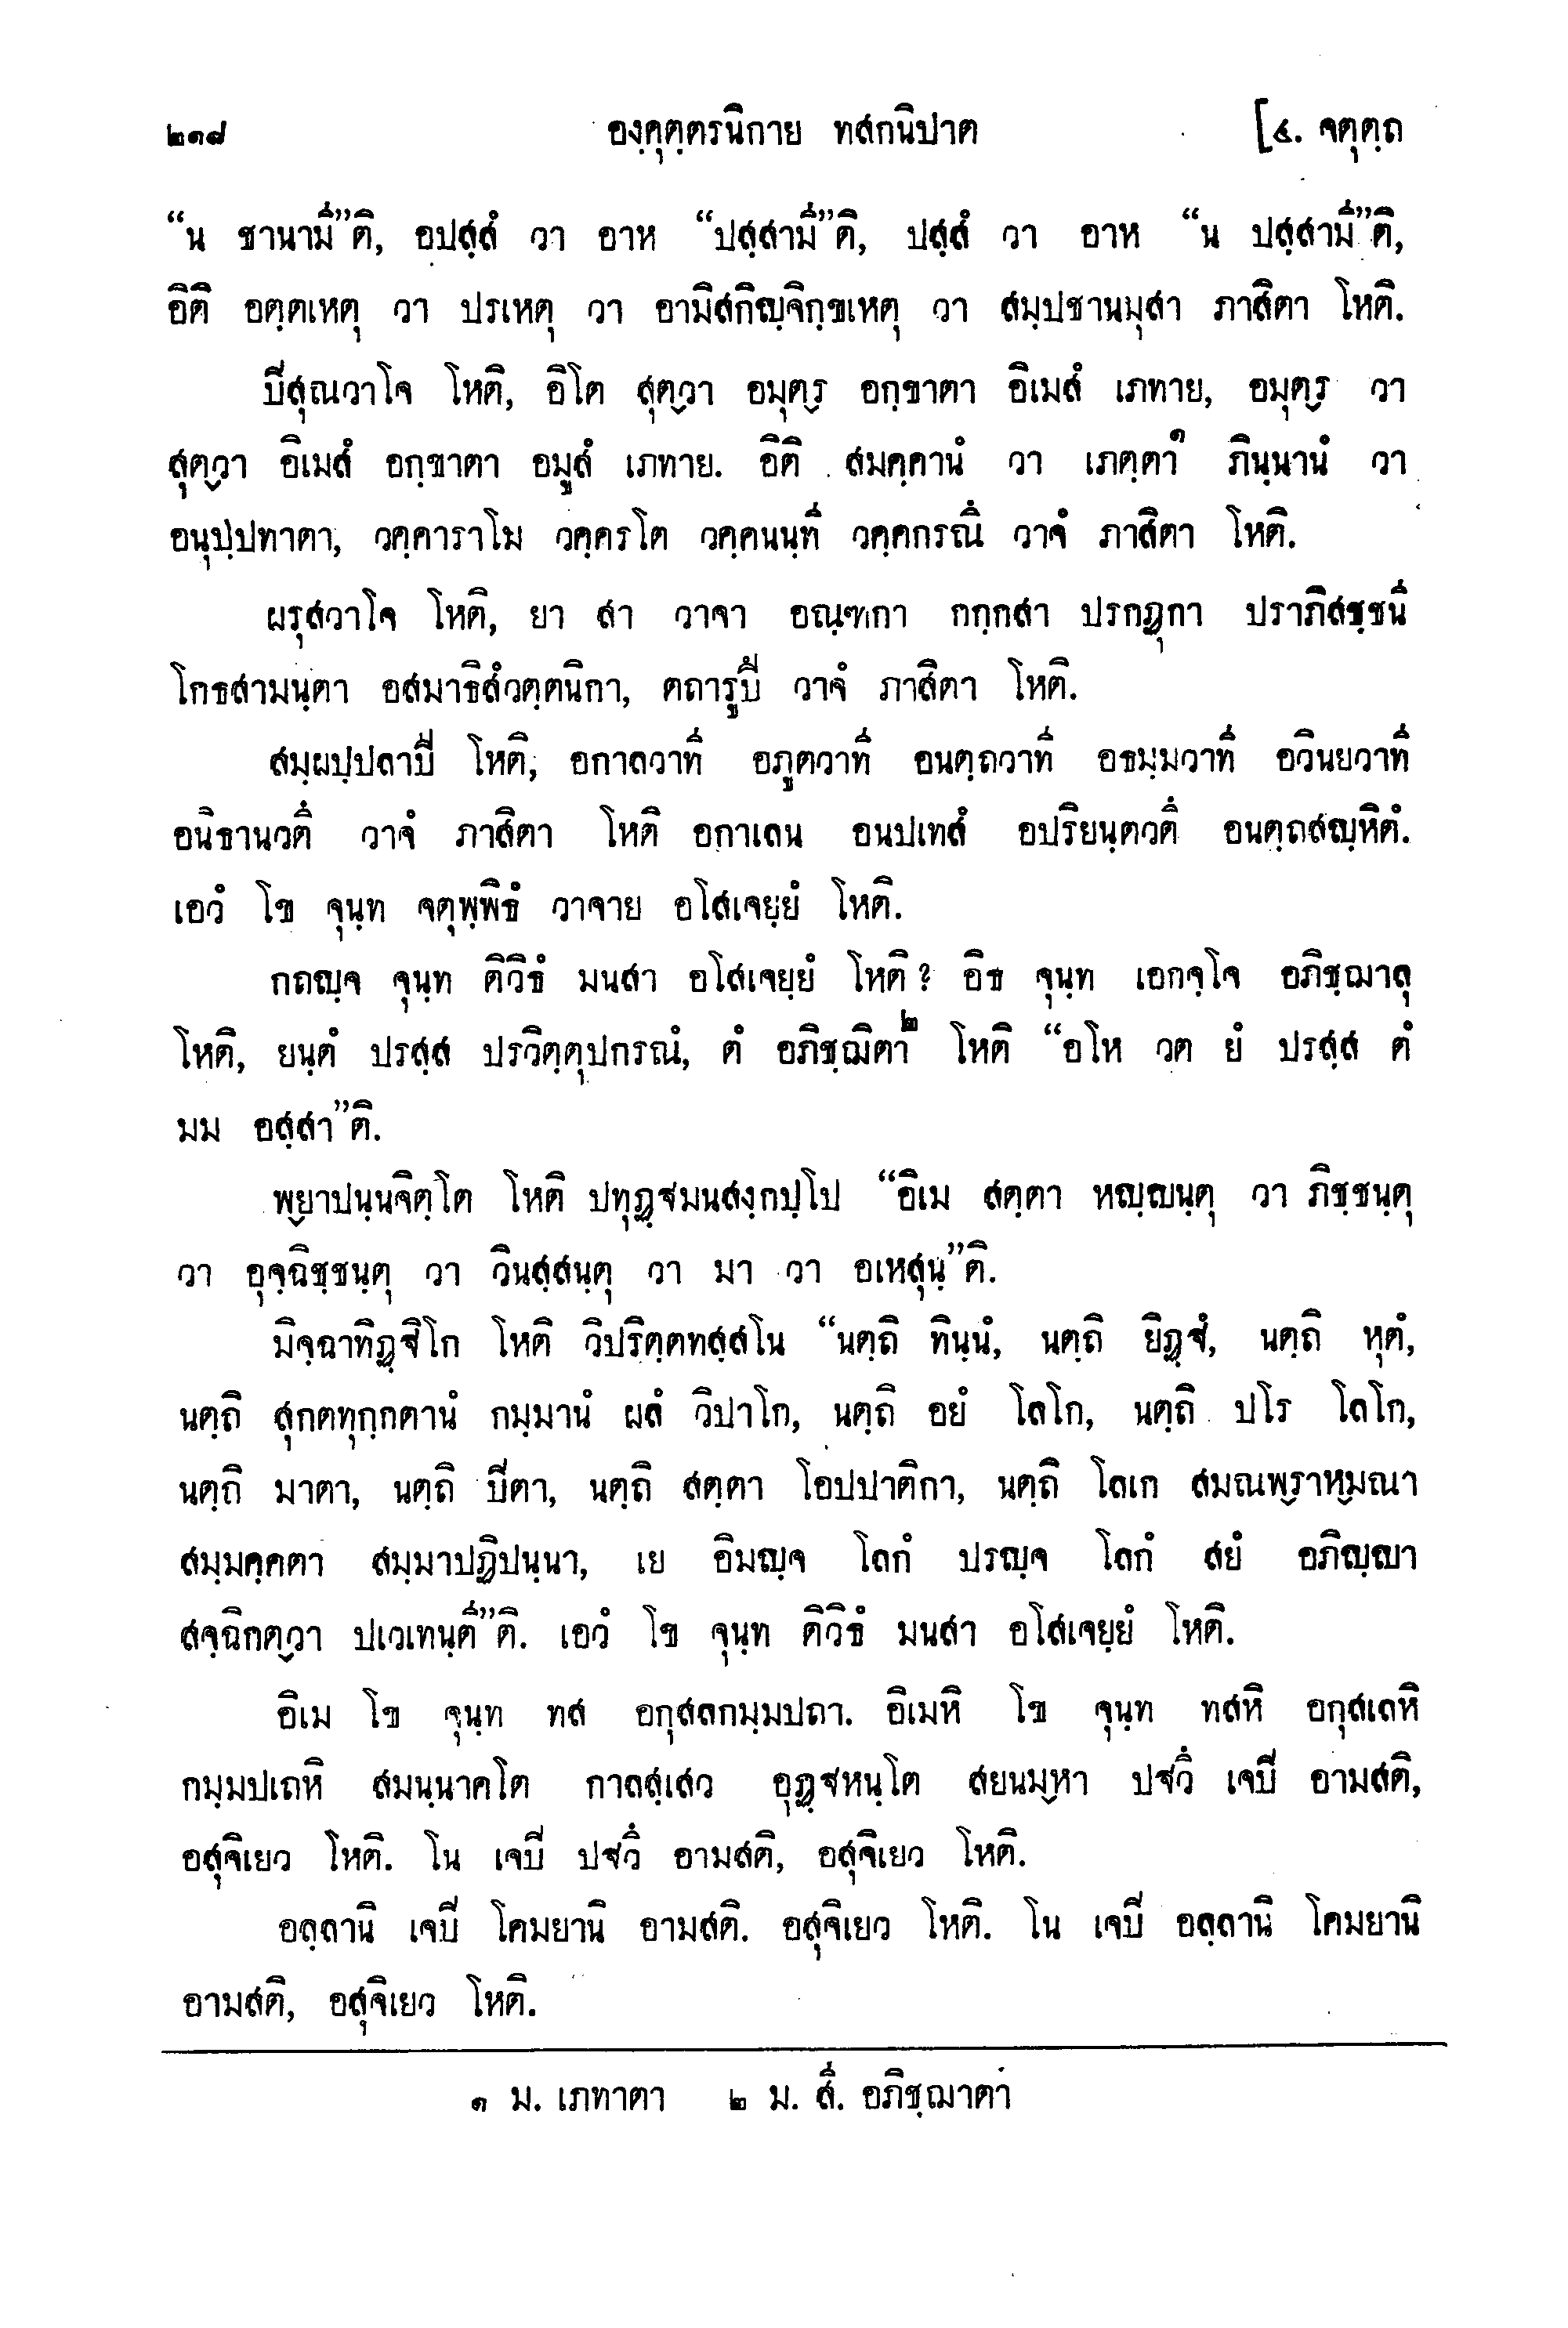 ๒๑๘ องฺคุตฺตรนิกาย ทสกนิปาต [๔. จตุตฺถ
“น ชานามี”ติ, อปสฺสํ วา อาห “ปสฺสามี”ติ, ปสฺสํ วา อาห “น ปสฺสามี”ติ,
อิติ อตฺตเหตุ วา ปรเหตุ วา อามิสกิญฺจิกฺขเหตุ วา สมฺปชานมุสา ภาสิตา โหติ.
ปิสุณวาโจ โหติ, อิโต สุตฺวา อมุตฺร อกฺขาตา อิเมสํ เภทาย, อมุตฺร วา
สุตฺวา อิเมสํ อกฺขาตา อมูสํ เภทาย. อิติ สมคฺคานํ วา เภตฺตา๑ ภินฺนานํ วา
อนุปฺปทาตา, วคฺคาราโม วคฺครโต วคฺคนนฺที วคฺคกรณึ วาจํ ภาสิตา โหติ.
ผรุสวาโจ โหติ, ยา สา วาจา อณฺฑกา กกฺกสา ปรกฏุกา ปราภิสชฺชนี
โกธสามนฺตา อสมาธิสํวตฺตนิกา, ตถารูปึ วาจํ ภาสิตา โหติ.
สมฺผปฺปลาปี โหติ, อกาลวาที อภูตวาที อนตฺถวาที อธมฺมวาที อวินยวาที
อนิธานวตึ วาจํ ภาสิตา โหติ อกาเลน อนปเทสํ อปริยนฺตวตึ อนตฺถสญฺหิตํ.
เอวํ โข จุนฺท จตุพฺพิธํ วาจาย อโสเจยฺยํ โหติ.
กถญฺจ จุนฺท ติวิธํ มนสา อโสเจยฺยํ โหติ? อิธ จุนฺท เอกจฺโจ อภิชฺฌาลุ
โหติ, ยนฺตํ ปรสฺส ปรวิตฺตุปกรณํ, ตํ อภิชฺฌิตา๒ โหติ “อโห วต ยํ ปรสฺส ตํ
มม อสฺสา”ติ.
พฺยาปนฺนจิตฺโต โหติ ปทุฏฺฐมนสงฺกปฺโป “อิเม สตฺตา หญฺญนฺตุ วา ภิชฺชนฺตุ
วา อุจฺฉิชฺชนฺตุ วา วินสฺสนฺตุ วา มา วา อเหสุนฺ”ติ.
มิจฺฉาทิฏฺฐิโก โหติ วิปริตฺตทสฺสโน “นตฺถิ ทินฺนํ, นตฺถิ ยิฏฺฐํ, นตฺถิ หุตํ,
นตฺถิ สุกตทุกฺกตานํ กมฺมานํ ผลํ วิปาโก, นตฺถิ อยํ โลโก, นตฺถิ ปโร โลโก,
นตฺถิ มาตา, นตฺถิ ปิตา, นตฺถิ สตฺตา โอปปาติกา, นตฺถิ โลเก สมณพฺราหฺมณา
สมฺมคฺคตา สมฺมาปฏิปนฺนา, เย อิมญฺจ โลกํ ปรญฺจ โลกํ สยํ อภิญฺญา
สจฺฉิกตฺวา ปเวเทนฺตี”ติ. เอวํ โข จุนฺท ติวิธํ มนสา อโสเจยฺยํ โหติ.
อิเม โข จุนฺท ทส อกุสลกมฺมปถา. อิเมหิ โข จุนฺท ทสหิ อกุสเลหิ
กมฺมปเถหิ สมนฺนาคโต กาลสฺเสว อุฏฺฐหนฺโต สยนมฺหา ปฐวึ เจปิ อามสติ,
อสุจิเยว โหติ. โน เจปิ ปฐวึ อามสติ, อสุจิเยว โหติ.
อลฺลานิ เจปิ โคมยานิ อามสติ. อสุจิเยว โหติ. โน เจปิ อลฺลานิ โคมยานิ
อามสติ, อสุจิเยว โหติ.
๑ ม. เภทาตา ๒ ม. สี. อภิชฺฌาตา